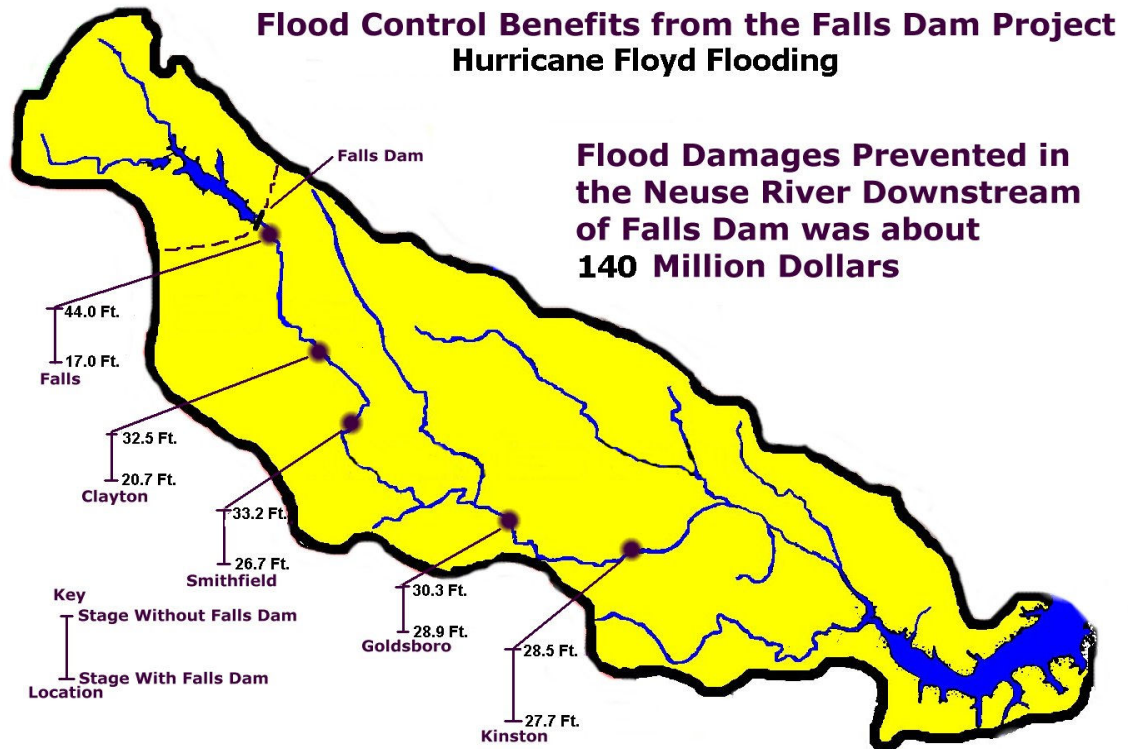 Flood Control Benefits from the Falls Dam Project
Hurricane Floyd Flooding
Falls Dam
Flood Damages Prevented in
the Neuse River Downstream
of Falls Dam was about
140 Million Dollars
44.0 Ft.
17.0 Ft.
Falls
32.5 Ft.
20.7 Ft.
Clayton
33.2 Ft.
26.7 Ft.
Smithfield
30.3 Ft.
28.9 Ft.
Goldsboro
28.5 Ft.
27.7 Ft.
Kinston
Key
Stage Without Falls Dam
Stage With Falls Dam
Location